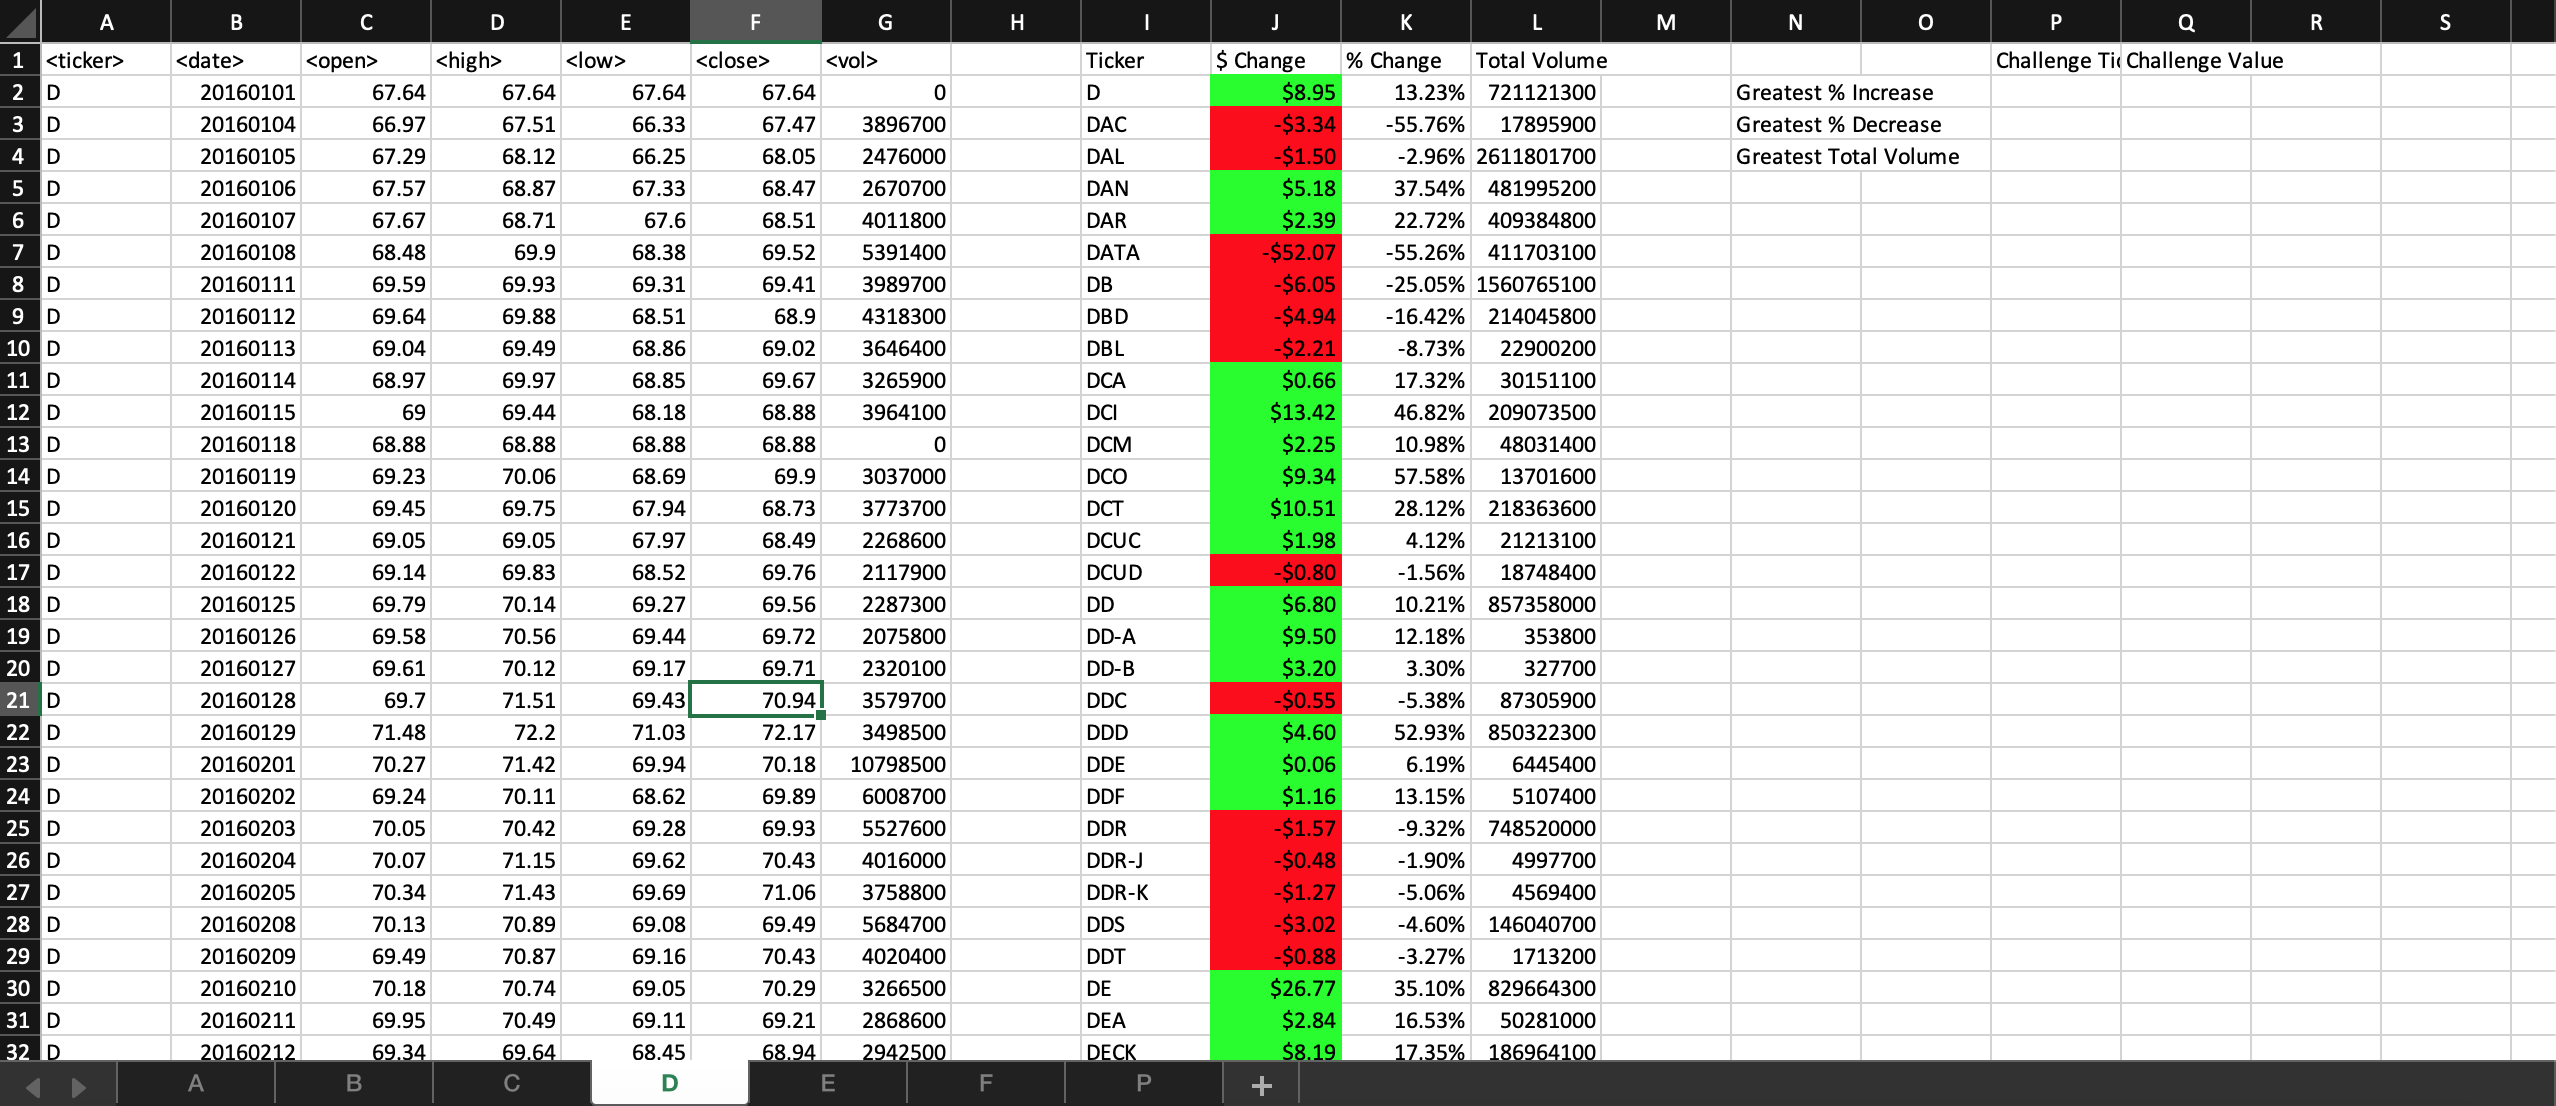 A B C D E F G H I J K L M N O P Q R S
1 <ticker> <date> <open> <high> <low> <close> <vol> Ticker $ Change % Change Total Volume Challenge Tic Challenge Value
2 D 20160101 67.64 67.64 67.64 67.64 0 D $8.95 13.23% 721121300 Greatest % Increase
3 D 20160104 66.97 67.51 66.33 67.47 3896700 DAC -$3.34 -55.76% 17895900 Greatest % Decrease
4 D 20160105 67.29 68.12 66.25 68.05 2476000 DAL -$1.50 -2.96% 2611801700 Greatest Total Volume
5 D 20160106 67.57 68.87 67.33 68.47 2670700 DAN $5.18 37.54% 481995200
6 D 20160107 67.67 68.71 67.6 68.51 4011800 DAR $2.39 22.72% 409384800
7 D 20160108 68.48 69.9 68.38 69.52 5391400 DATA -$52.07 -55.26% 411703100
8 D 20160111 69.59 69.93 69.31 69.41 3989700 DB -$6.05 -25.05% 1560765100
9 D 20160112 69.64 69.88 68.51 68.9 4318300 DBD -$4.94 -16.42% 214045800
10 D 20160113 69.04 69.49 68.86 69.02 3646400 DBL -$2.21 -8.73% 22900200
11 D 20160114 68.97 69.97 68.85 69.67 3265900 DCA $0.66 17.32% 30151100
12 D 20160115 69 69.44 68.18 68.88 3964100 DCI $13.42 46.82% 209073500
13 D 20160118 68.88 68.88 68.88 68.88 0 DCM $2.25 10.98% 48031400
14 D 20160119 69.23 70.06 68.69 69.9 3037000 DCO $9.34 57.58% 13701600
15 D 20160120 69.45 69.75 67.94 68.73 3773700 DCT $10.51 28.12% 218363600
16 D 20160121 69.05 69.05 67.97 68.49 2268600 DCUC $1.98 4.12% 21213100
17 D 20160122 69.14 69.83 68.52 69.76 2117900 DCUD -$0.80 -1.56% 18748400
18 D 20160125 69.79 70.14 69.27 69.56 2287300 DD $6.80 10.21% 857358000
19 D 20160126 69.58 70.56 69.44 69.72 2075800 DD-A $9.50 12.18% 353800
20 D 20160127 69.61 70.12 69.17 69.71 2320100 DD-B $3.20 3.30% 327700
21 D 20160128 69.7 71.51 69.43 70.94 3579700 DDC -$0.55 -5.38% 87305900
22 D 20160129 71.48 72.2 71.03 72.17 3498500 DDD $4.60 52.93% 850322300
23 D 20160201 70.27 71.42 69.94 70.18 10798500 DDE $0.06 6.19% 6445400
24 D 20160202 69.24 70.11 68.62 69.89 6008700 DDF $1.16 13.15% 5107400
25 D 20160203 70.05 70.42 69.28 69.93 5527600 DDR -$1.57 -9.32% 748520000
26 D 20160204 70.07 71.15 69.62 70.43 4016000 DDR-J -$0.48 -1.90% 4997700
27 D 20160205 70.34 71.43 69.69 71.06 3758800 DDR-K -$1.27 -5.06% 4569400
28 D 20160208 70.13 70.89 69.08 69.49 5684700 DDS -$3.02 -4.60% 146040700
29 D 20160209 69.49 70.87 69.16 70.43 4020400 DDT -$0.88 -3.27% 1713200
30 D 20160210 70.18 70.74 69.05 70.29 3266500 DE $26.77 35.10% 829664300
31 D 20160211 69.95 70.49 69.11 69.21 2868600 DEA $2.84 16.53% 50281000
32 D 20160212 69.34 69.64 68.45 68.94 2942500 DECK $8.19 17.35% 186964100
A B C D E F P +